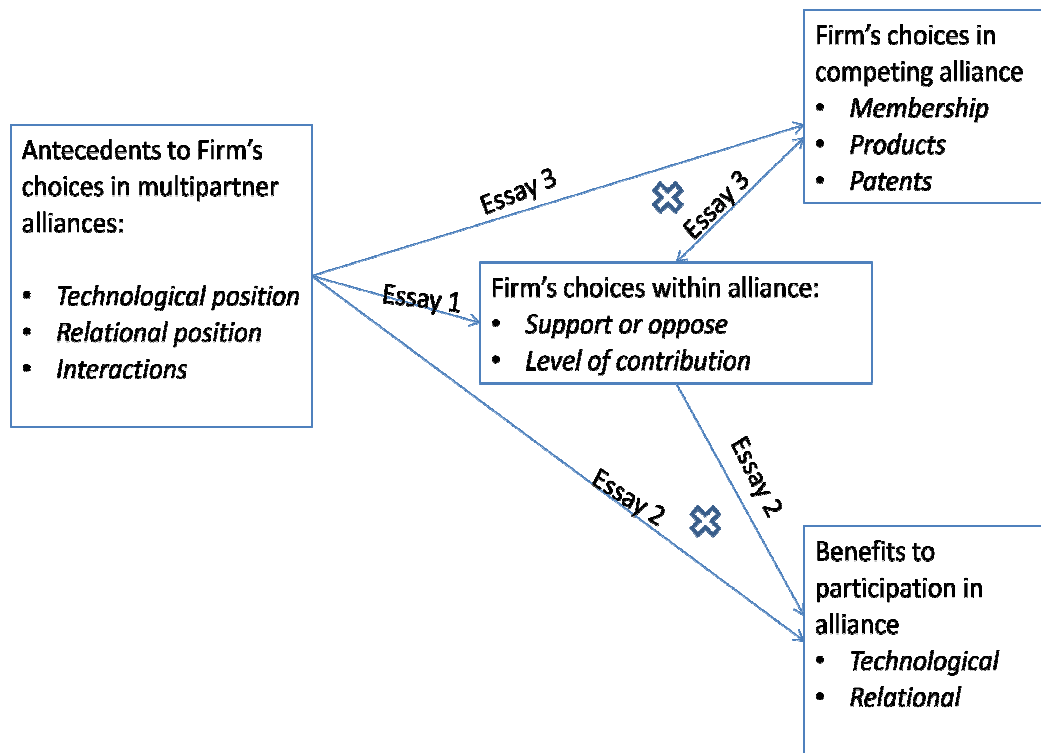 Antecedents to Firm's
choices in multipartner
alliances:
• Technological position
• Relational position
• Interactions
Essay 3
Essay 1
Essay 2
Firm's choices in
competing alliance
• Membership
• Products
• Patents
Essay 3
Firm's choices within alliance:
• Support or oppose
• Level of contribution
Essay 2
Benefits to
participation in
alliance
• Technological
• Relational